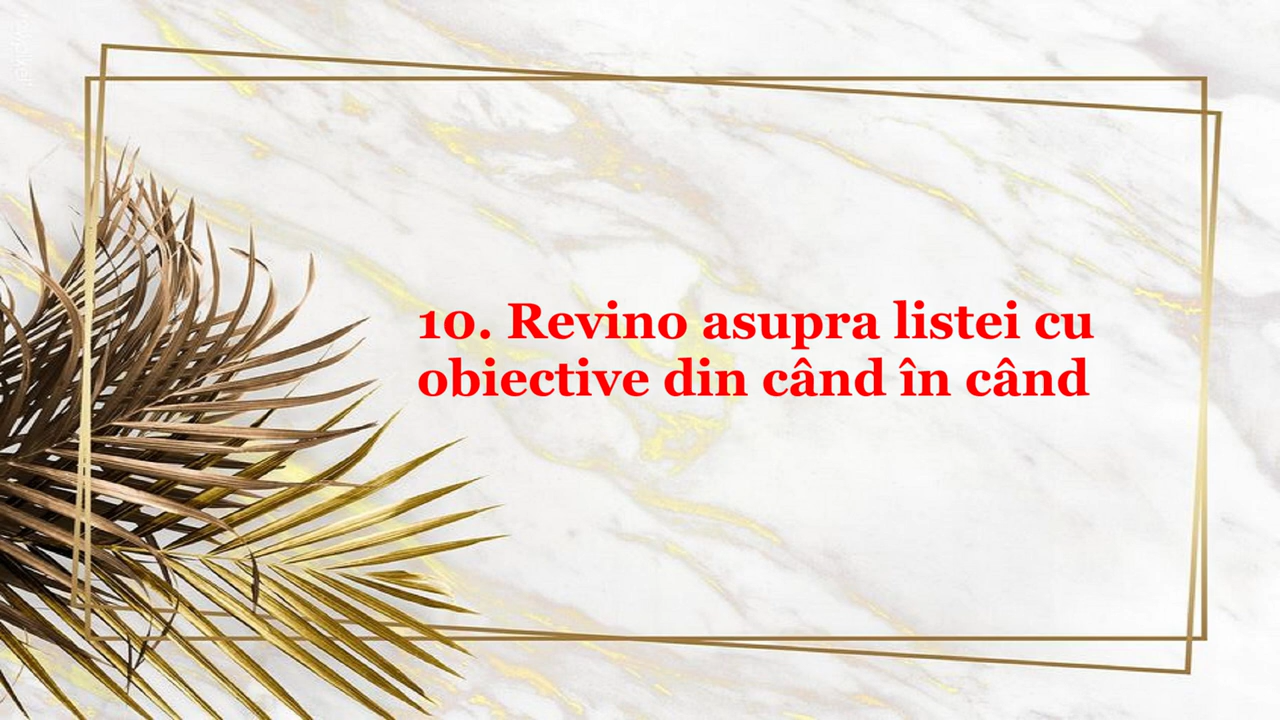 10. Revino asupra listei cu
obiective din când în când